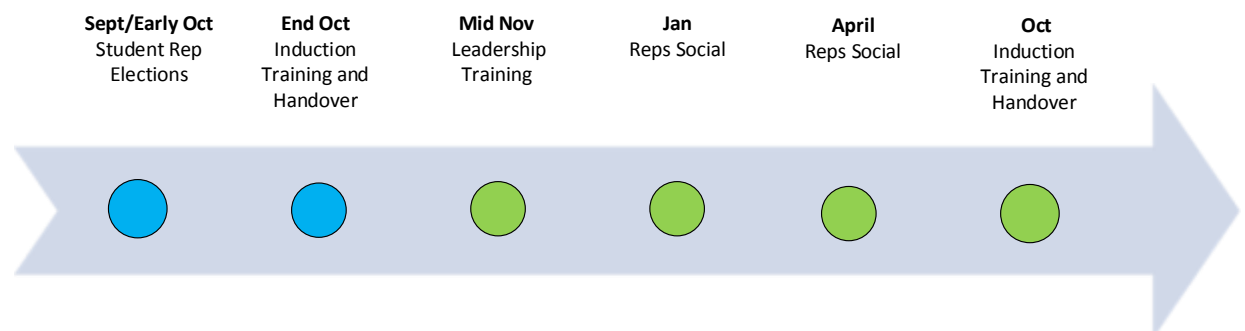 Sept/Early Oct
Student Rep
Elections
End Oct
Induction
Training and
Handover
Mid Nov
Leadership
Training
Jan
Reps Social
April
Reps Social
Oct
Induction
Training and
Handover